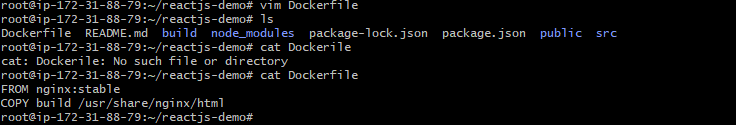 root@ip-172-31-88-79:~/reactjs-demo# vim Dockerfile
root@ip-172-31-88-79:~/reactjs-demo# ls
Dockerfile README.md build node_modules package-lock.json package.json public src
root@ip-172-31-88-79:~/reactjs-demo# cat Dockerile
cat: Dockerile: No such file or directory
root@ip-172-31-88-79:~/reactjs-demo# cat Dockerfile
FROM nginx:stable
COPY build /usr/share/nginx/html
root@ip-172-31-88-79:~/reactjs-demo#